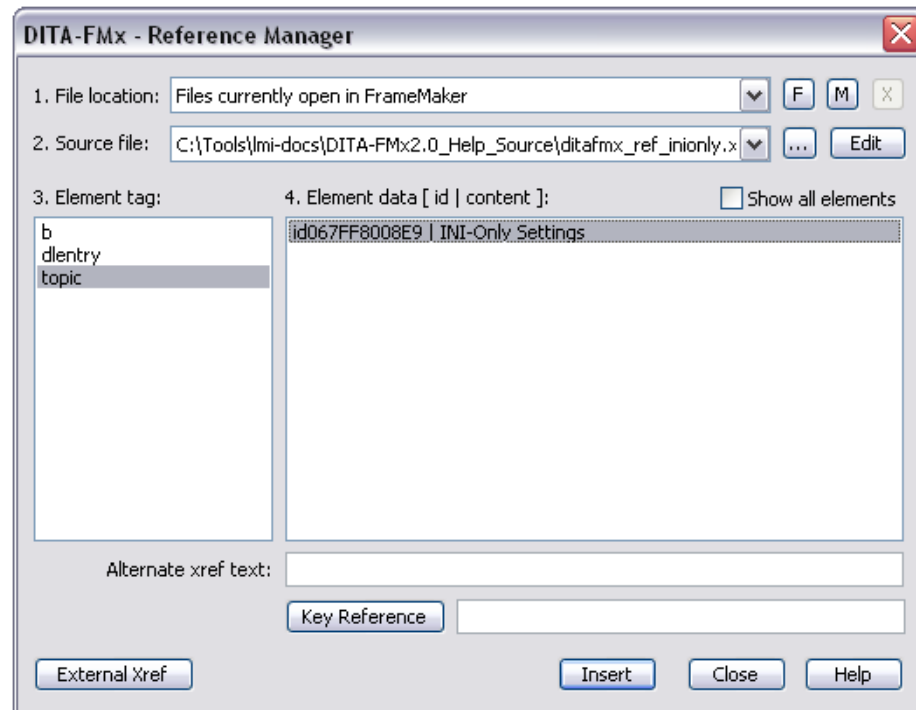 DITA-FMx - Reference Manager
1. File location: Files currently open in FrameMaker F M X
2. Source file: C:\Tools\lmi-docs\DITA-FMx2.0_Help_Source\ditafmx_ref_inionly.x ... Edit
3. Element tag: 4. Element data [ id | content ]: Show all elements
b id067FF8008E9 | INI-Only Settings
dlentry
topic
Alternate xref text:
Key Reference
External Xref Insert Close Help